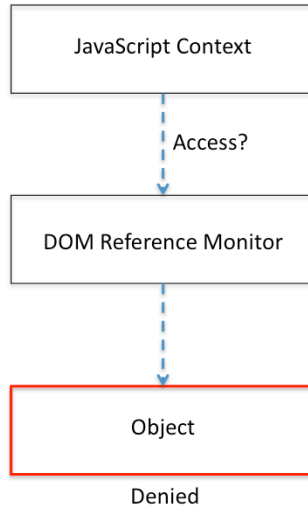 JavaScript Context
Access?
DOM Reference Monitor
Object
Denied